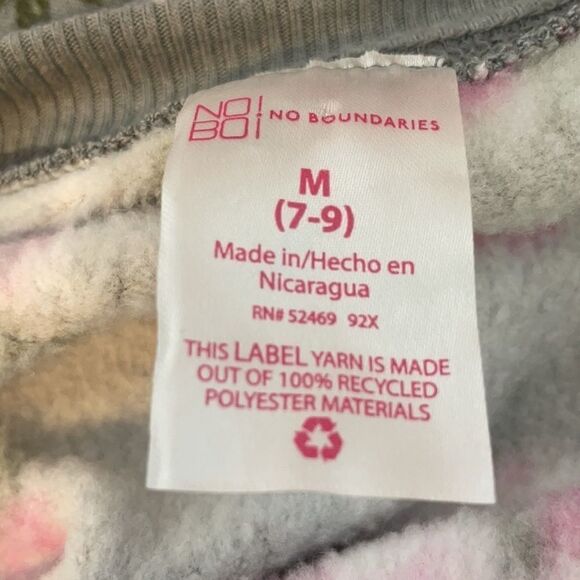 NO!
BO¡
NO BOUNDARIES
M
(7-9)
Made in/Hecho en
Nicaragua
RN# 52469 92X
THIS LABEL YARN IS MADE
OUT OF 100% RECYCLED
POLYESTER MATERIALS